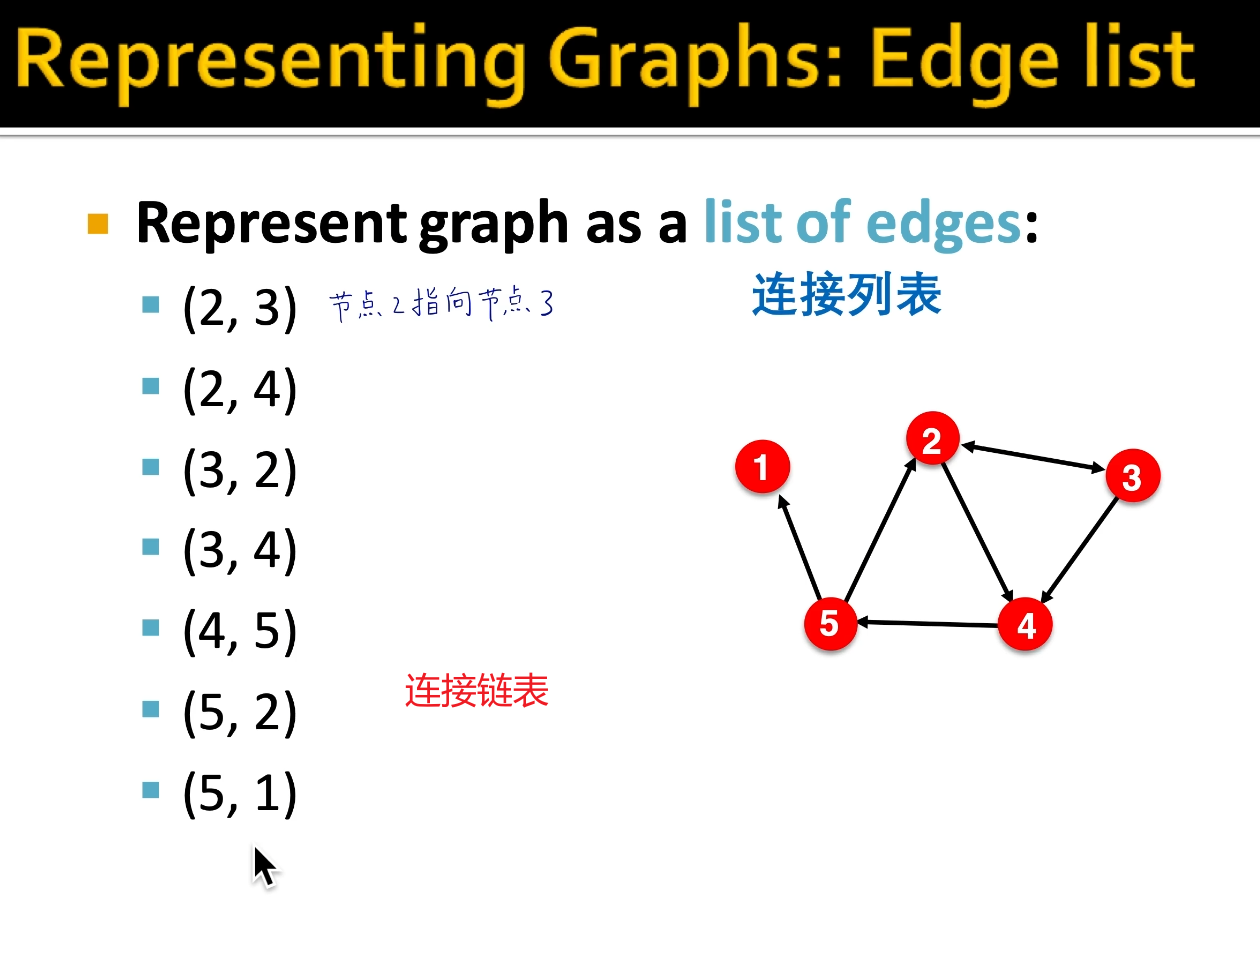 Representing Graphs: Edge list
Represent graph as a list of edges:
连接列表
(2, 3) 节点2指向节点3
(2, 4)
(3, 2)
(3, 4)
(4, 5)
(5, 2)
(5, 1)
连接链表
1
2
3
5
4